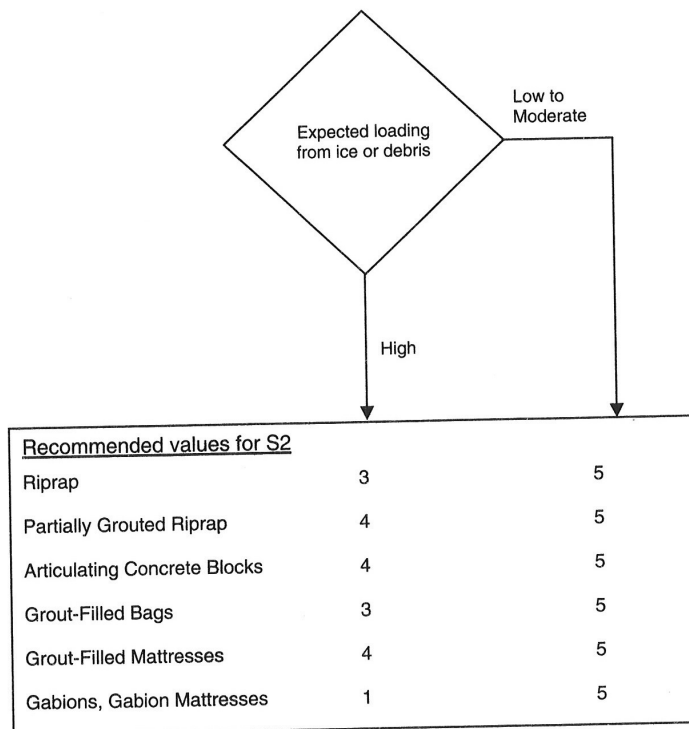 Expected loading
from ice or debris
Low to
Moderate
High
Recommended values for S2
Riprap 3 5
Partially Grouted Riprap 4 5
Articulating Concrete Blocks 4 5
Grout-Filled Bags 3 5
Grout-Filled Mattresses 4 5
Gabions, Gabion Mattresses 1 5